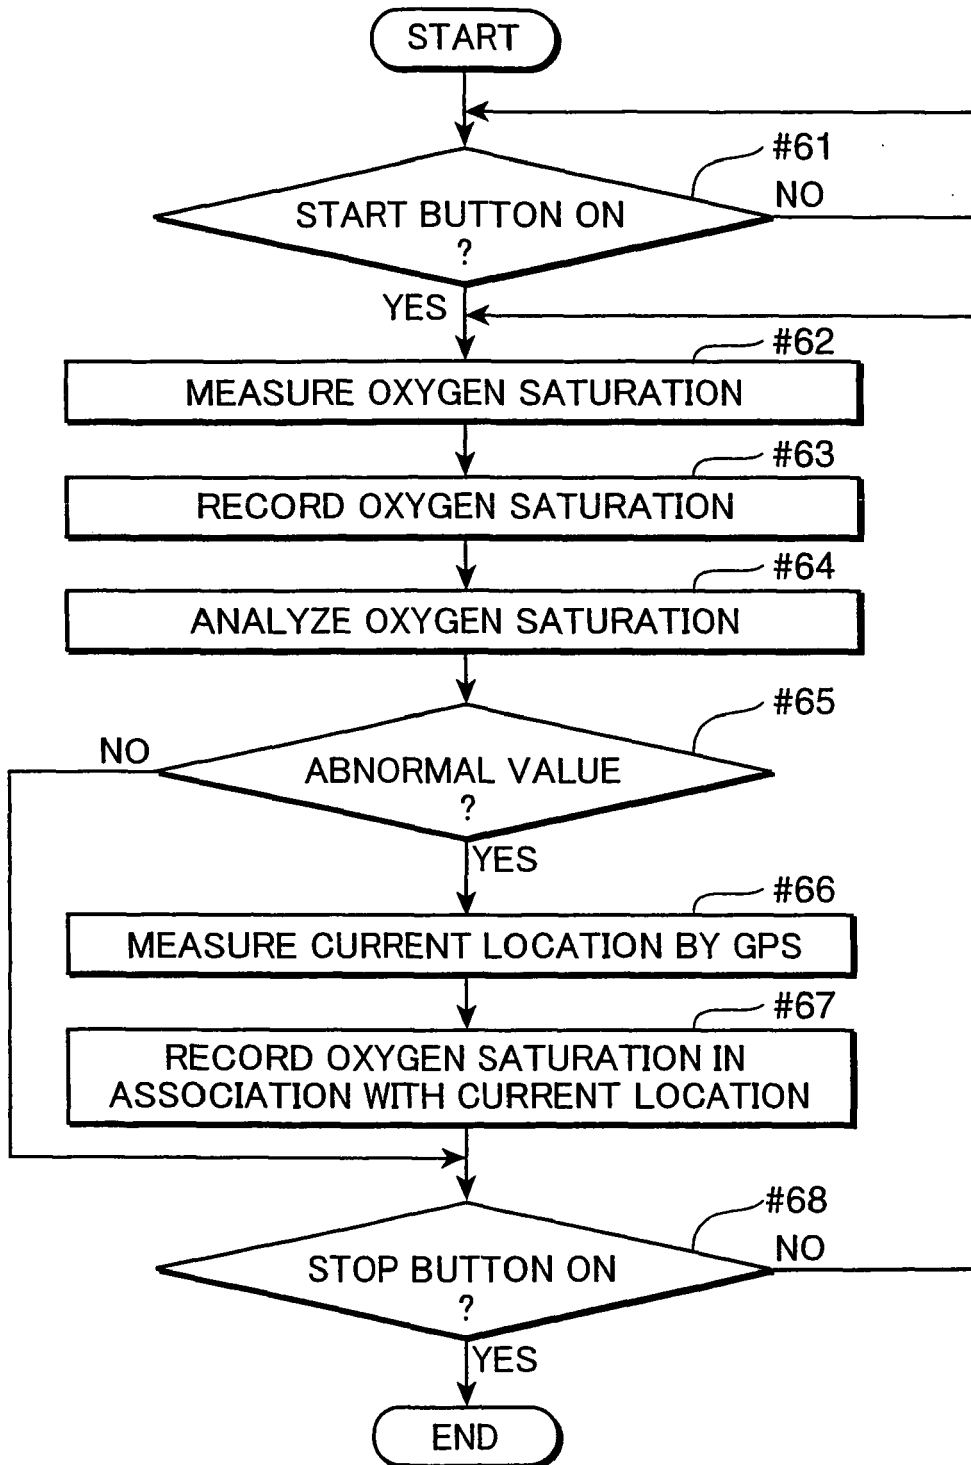 START
#61
START BUTTON ON
?
NO
YES
#62
MEASURE OXYGEN SATURATION
#63
RECORD OXYGEN SATURATION
#64
ANALYZE OXYGEN SATURATION
#65
NO
ABNORMAL VALUE
?
YES
#66
MEASURE CURRENT LOCATION BY GPS
#67
RECORD OXYGEN SATURATION IN
ASSOCIATION WITH CURRENT LOCATION
#68
STOP BUTTON ON
?
NO
YES
END